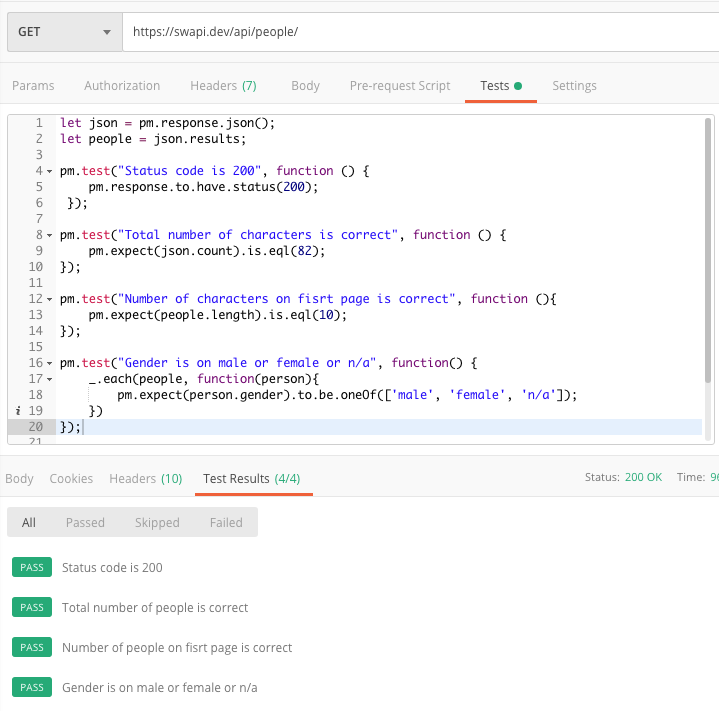 GET https://swapi.dev/api/people/
Params Authorization Headers (7) Body Pre-request Script Tests Settings
1 let json = pm.response.json();
2 let people = json.results;
3
4 pm.test("Status code is 200", function () {
5 pm.response.to.have.status(200);
6 });
7
8 pm.test("Total number of characters is correct", function () {
9 pm.expect(json.count).is.eql(82);
10 });
11
12 pm.test("Number of characters on fisrt page is correct", function (){
13 pm.expect(people.length).is.eql(10);
14 });
15
16 pm.test("Gender is on male or female or n/a", function() {
17 _.each(people, function(person){
18 pm.expect(person.gender).to.be.oneOf(['male', 'female', 'n/a']);
i 19 })
20 });
21
Body Cookies Headers (10) Test Results (4/4) Status: 200 OK Time:
All Passed Skipped Failed
PASS Status code is 200
PASS Total number of people is correct
PASS Number of people on fisrt page is correct
PASS Gender is on male or female or n/a